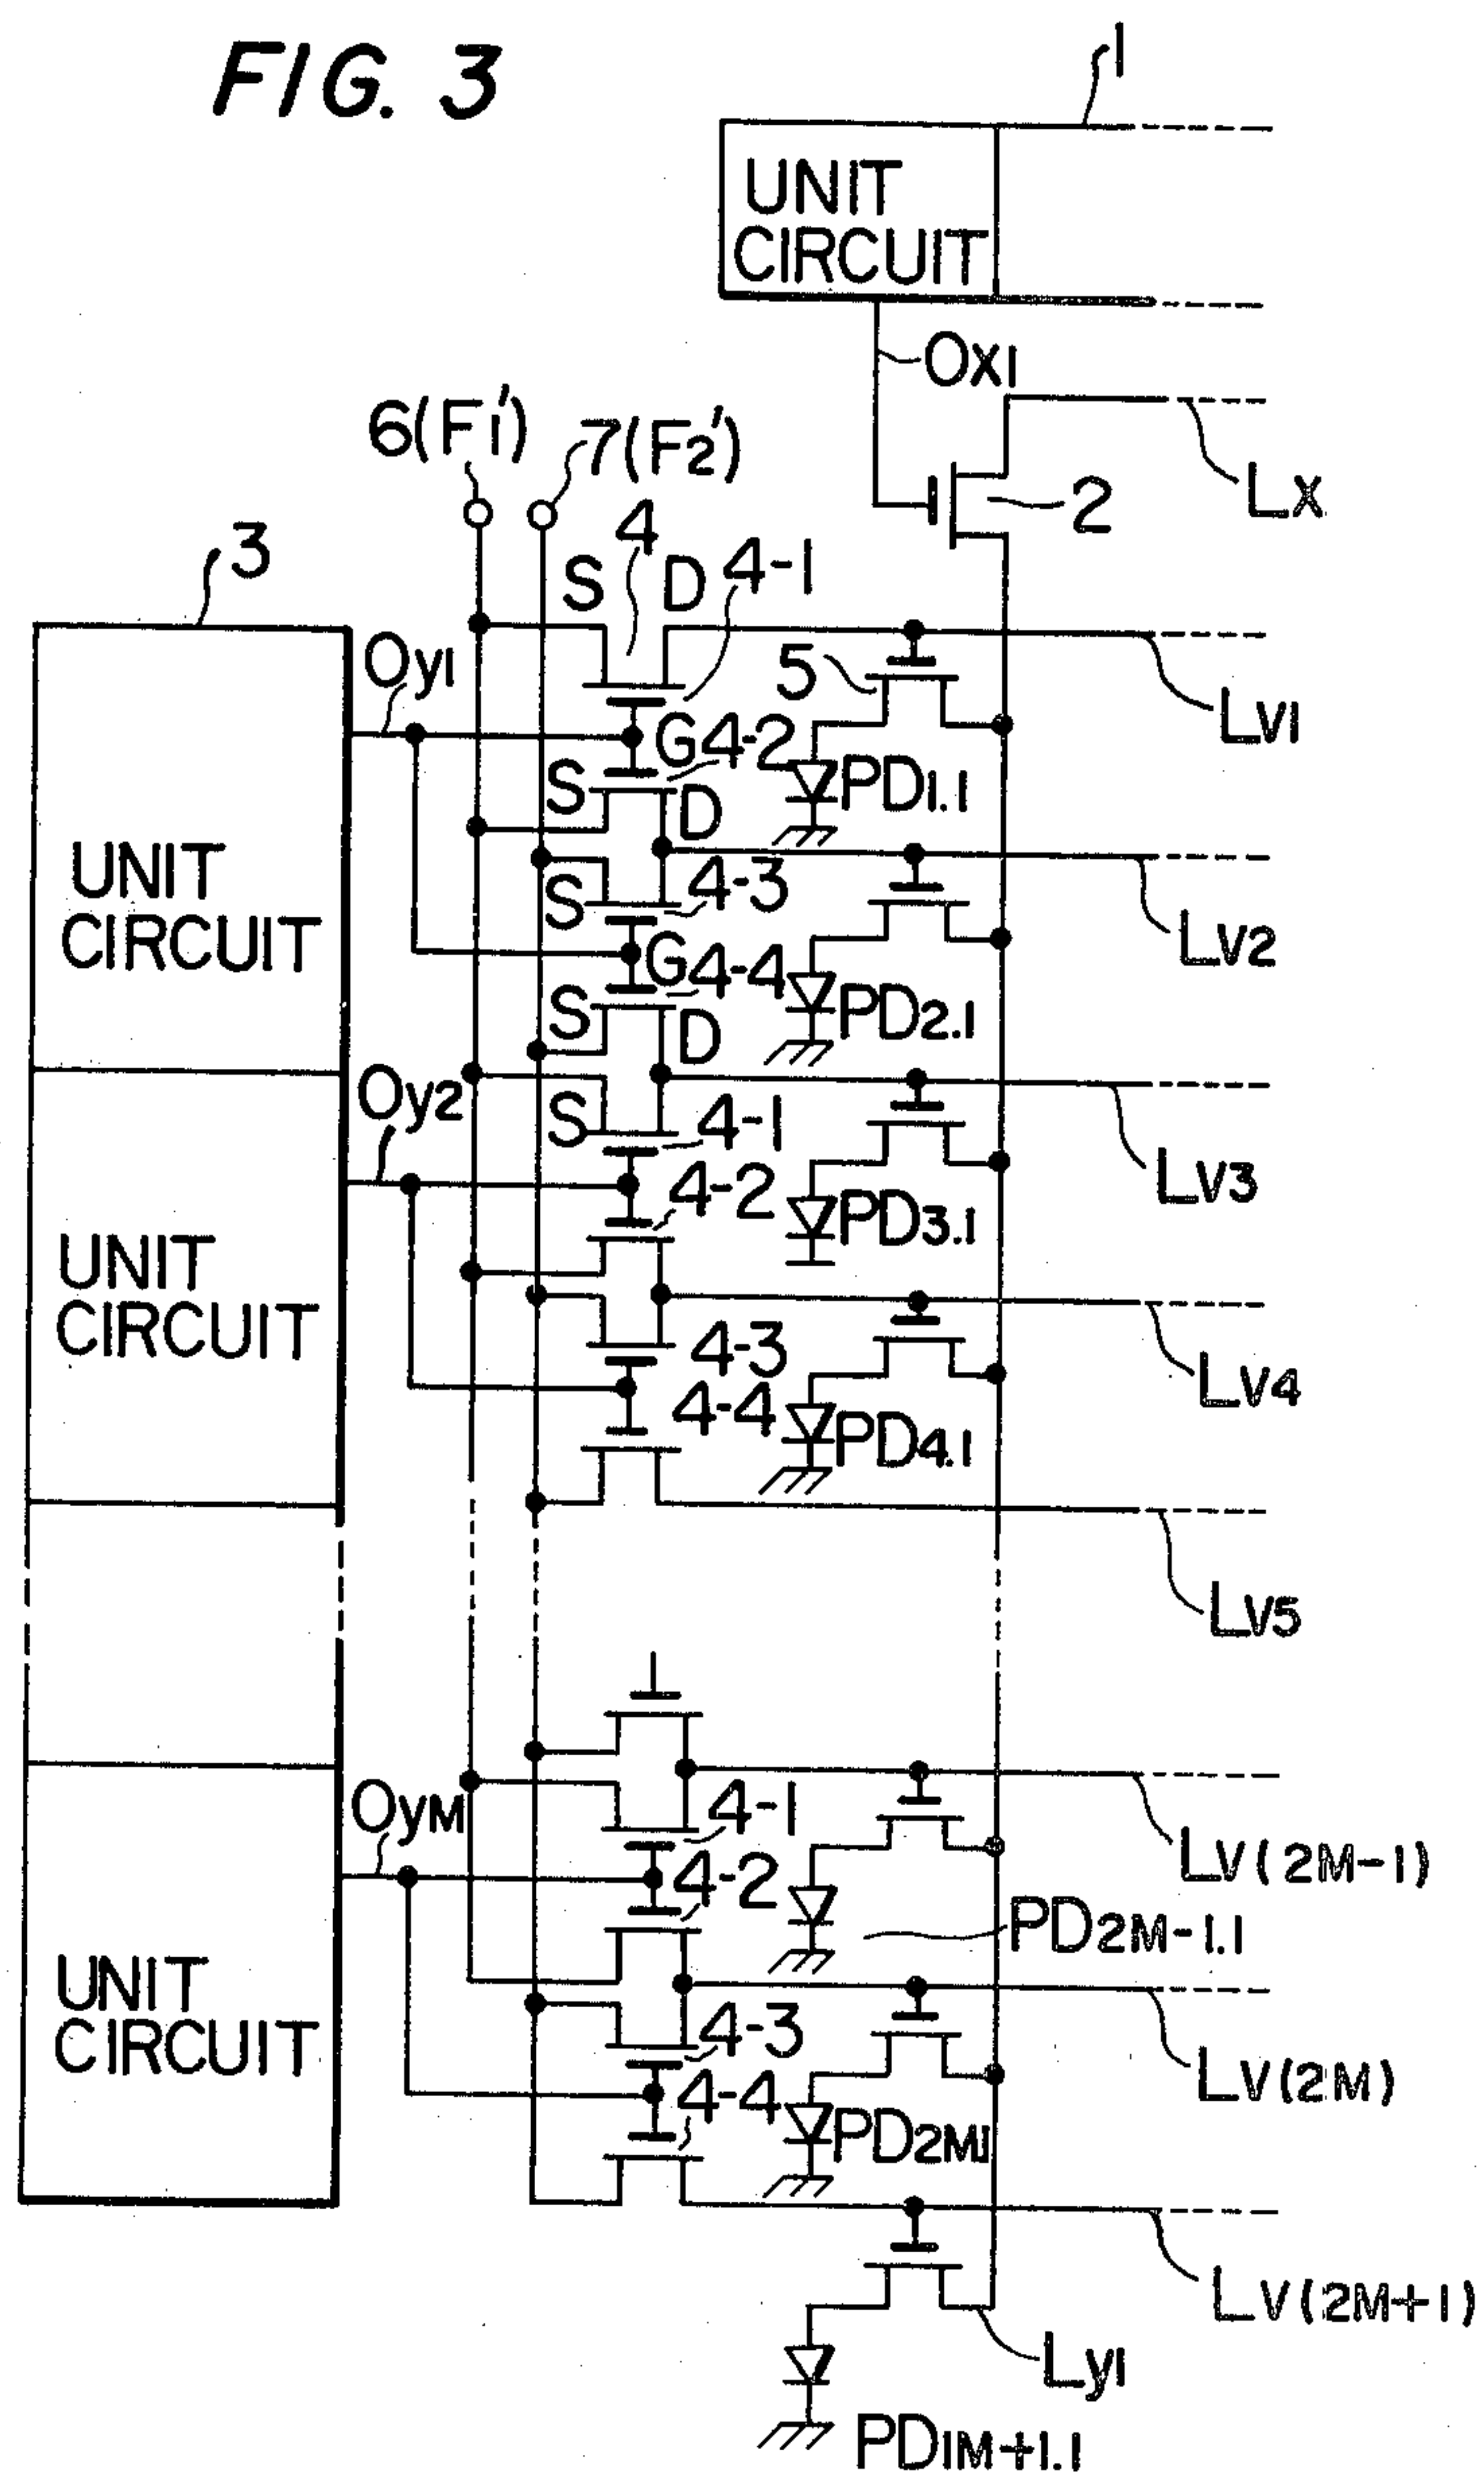 FIG. 3
1
UNIT
CIRCUIT
OX1
6(F1')
7(F2')
LX
2
3
4
S D
4-1
Oy1
5
LV1
G
4-2
S
D
PD1.1
4-3
S
UNIT
CIRCUIT
LV2
G
4-4
S
D
PD2.1
Oy2
S
4-1
4-2
LV3
PD3.1
UNIT
CIRCUIT
4-3
4-4
LV4
PD4.1
LV5
OyM
4-1
4-2
LV(2M-1)
PD2M-1.1
UNIT
CIRCUIT
4-3
4-4
LV(2M)
PD2M1
LV(2M+1)
Ly1
PD1M+1.1